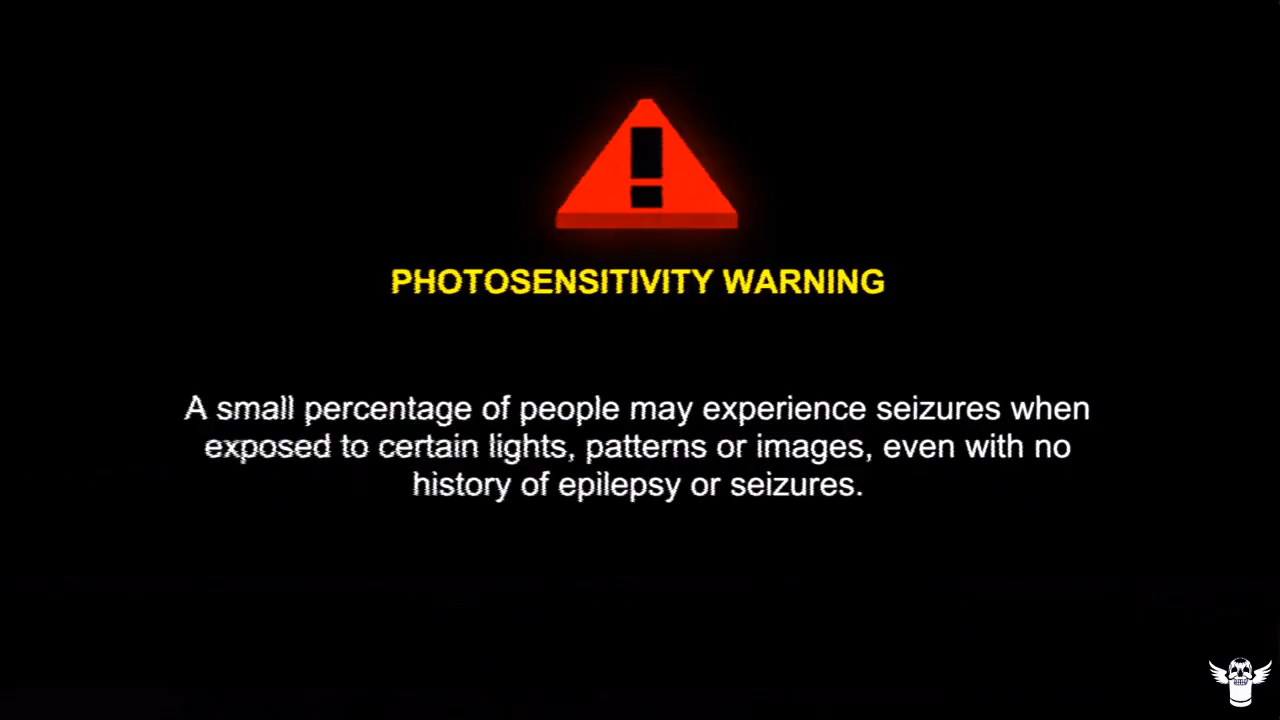 PHOTOSENSITIVITY WARNING
A small percentage of people may experience seizures when
exposed to certain lights, patterns or images, even with no
history of epilepsy or seizures.